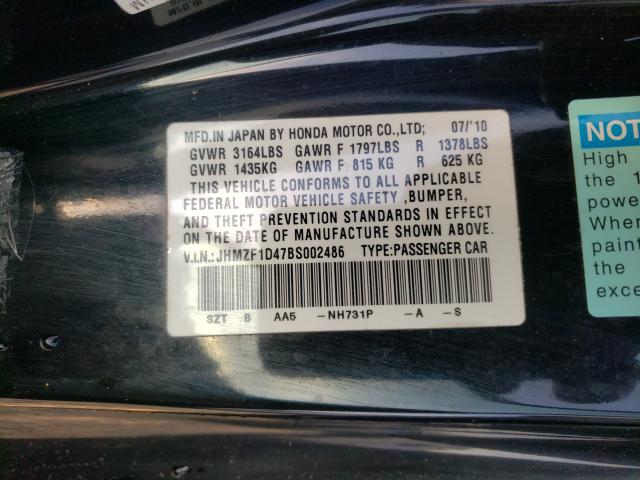 MFD.IN JAPAN BY HONDA MOTOR CO.,LTD; 07/'10
GVWR 3164LBS GAWR F 1797LBS R 1378LBS
GVWR 1435KG GAWR F 815 KG R 625 KG
THIS VEHICLE CONFORMS TO ALL APPLICABLE
FEDERAL MOTOR VEHICLE SAFETY ,BUMPER,
AND THEFT PREVENTION STANDARDS IN EFFECT
ON THE DATE OF MANUFACTURE SHOWN ABOVE.
V.I.N.:JHMZF1D47BS002486 TYPE:PASSENGER CAR
SZT B AA5 -NH731P -A -S
High
the 1
power
Wher
paint
the
exce